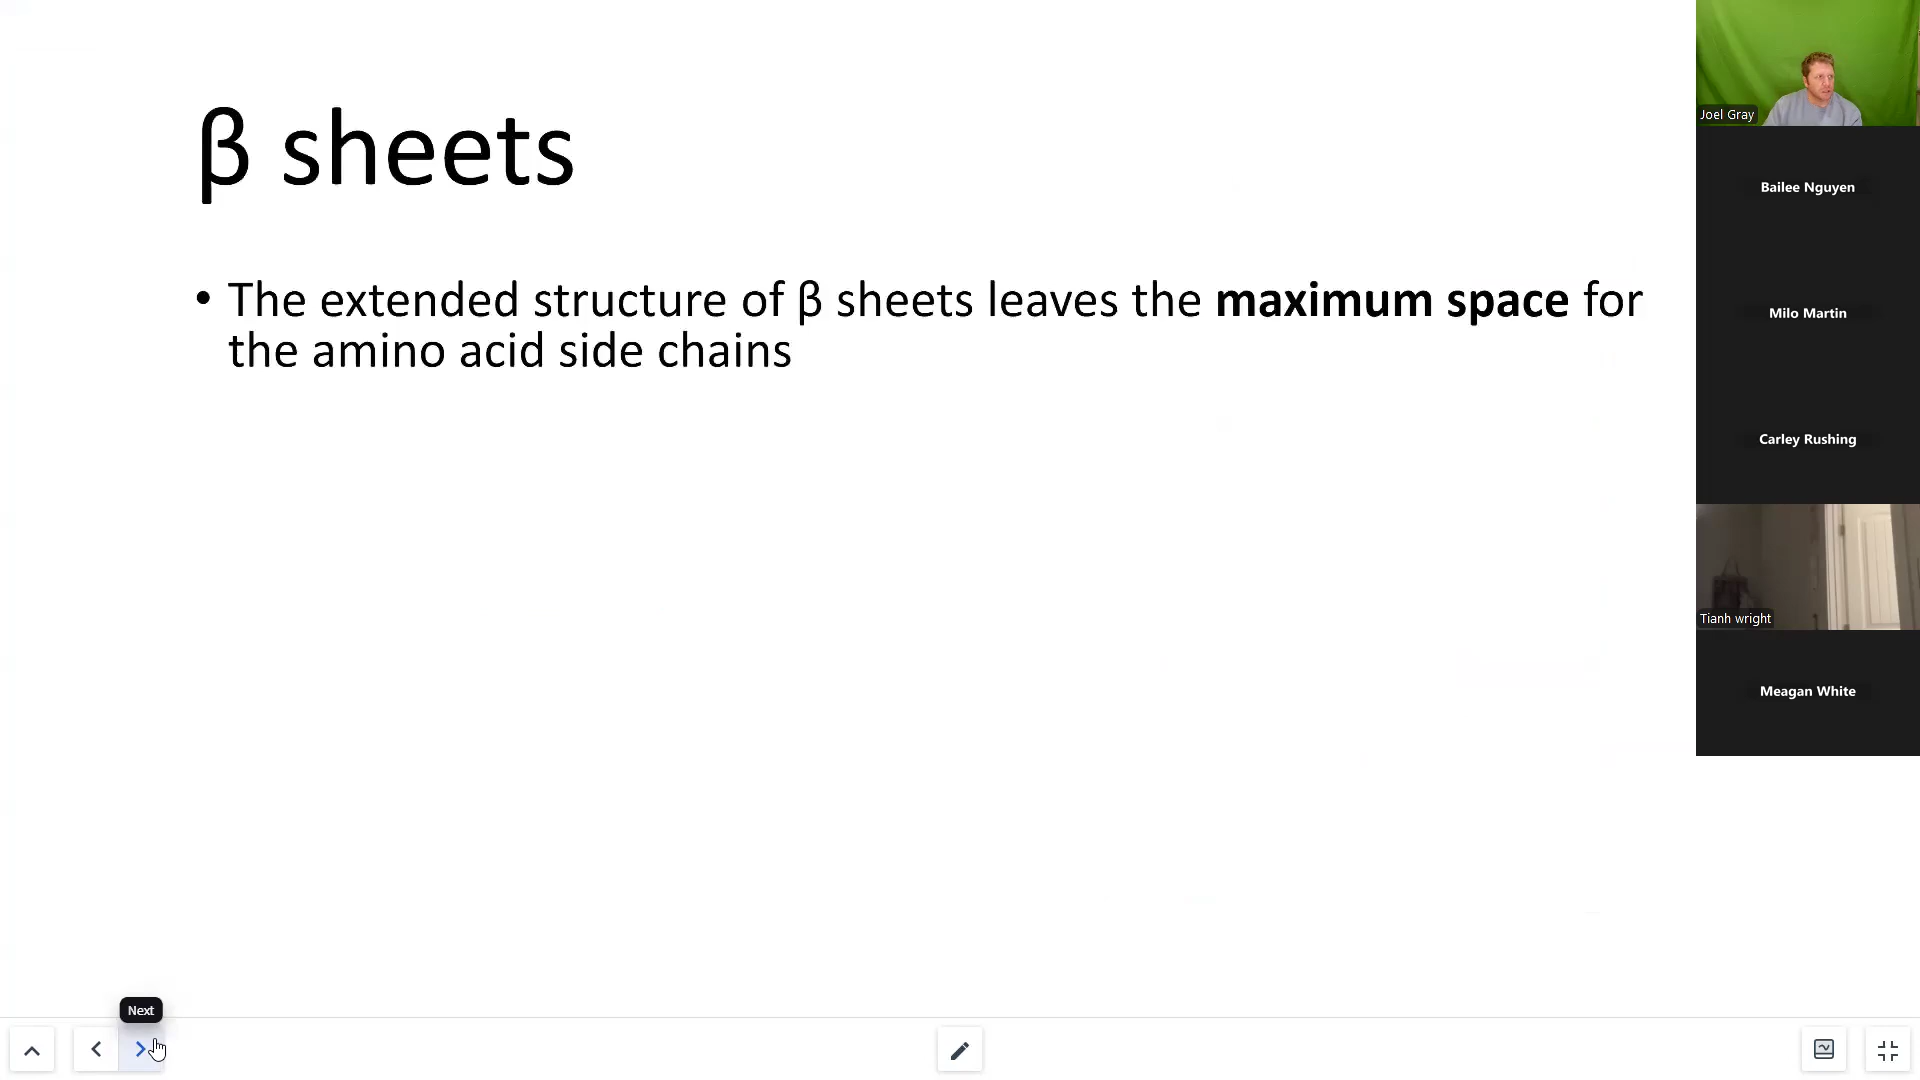 β sheets
• The extended structure of β sheets leaves the maximum space for
the amino acid side chains
Joel Gray
Bailee Nguyen
Milo Martin
Carley Rushing
Tianh wright
Meagan White
Next